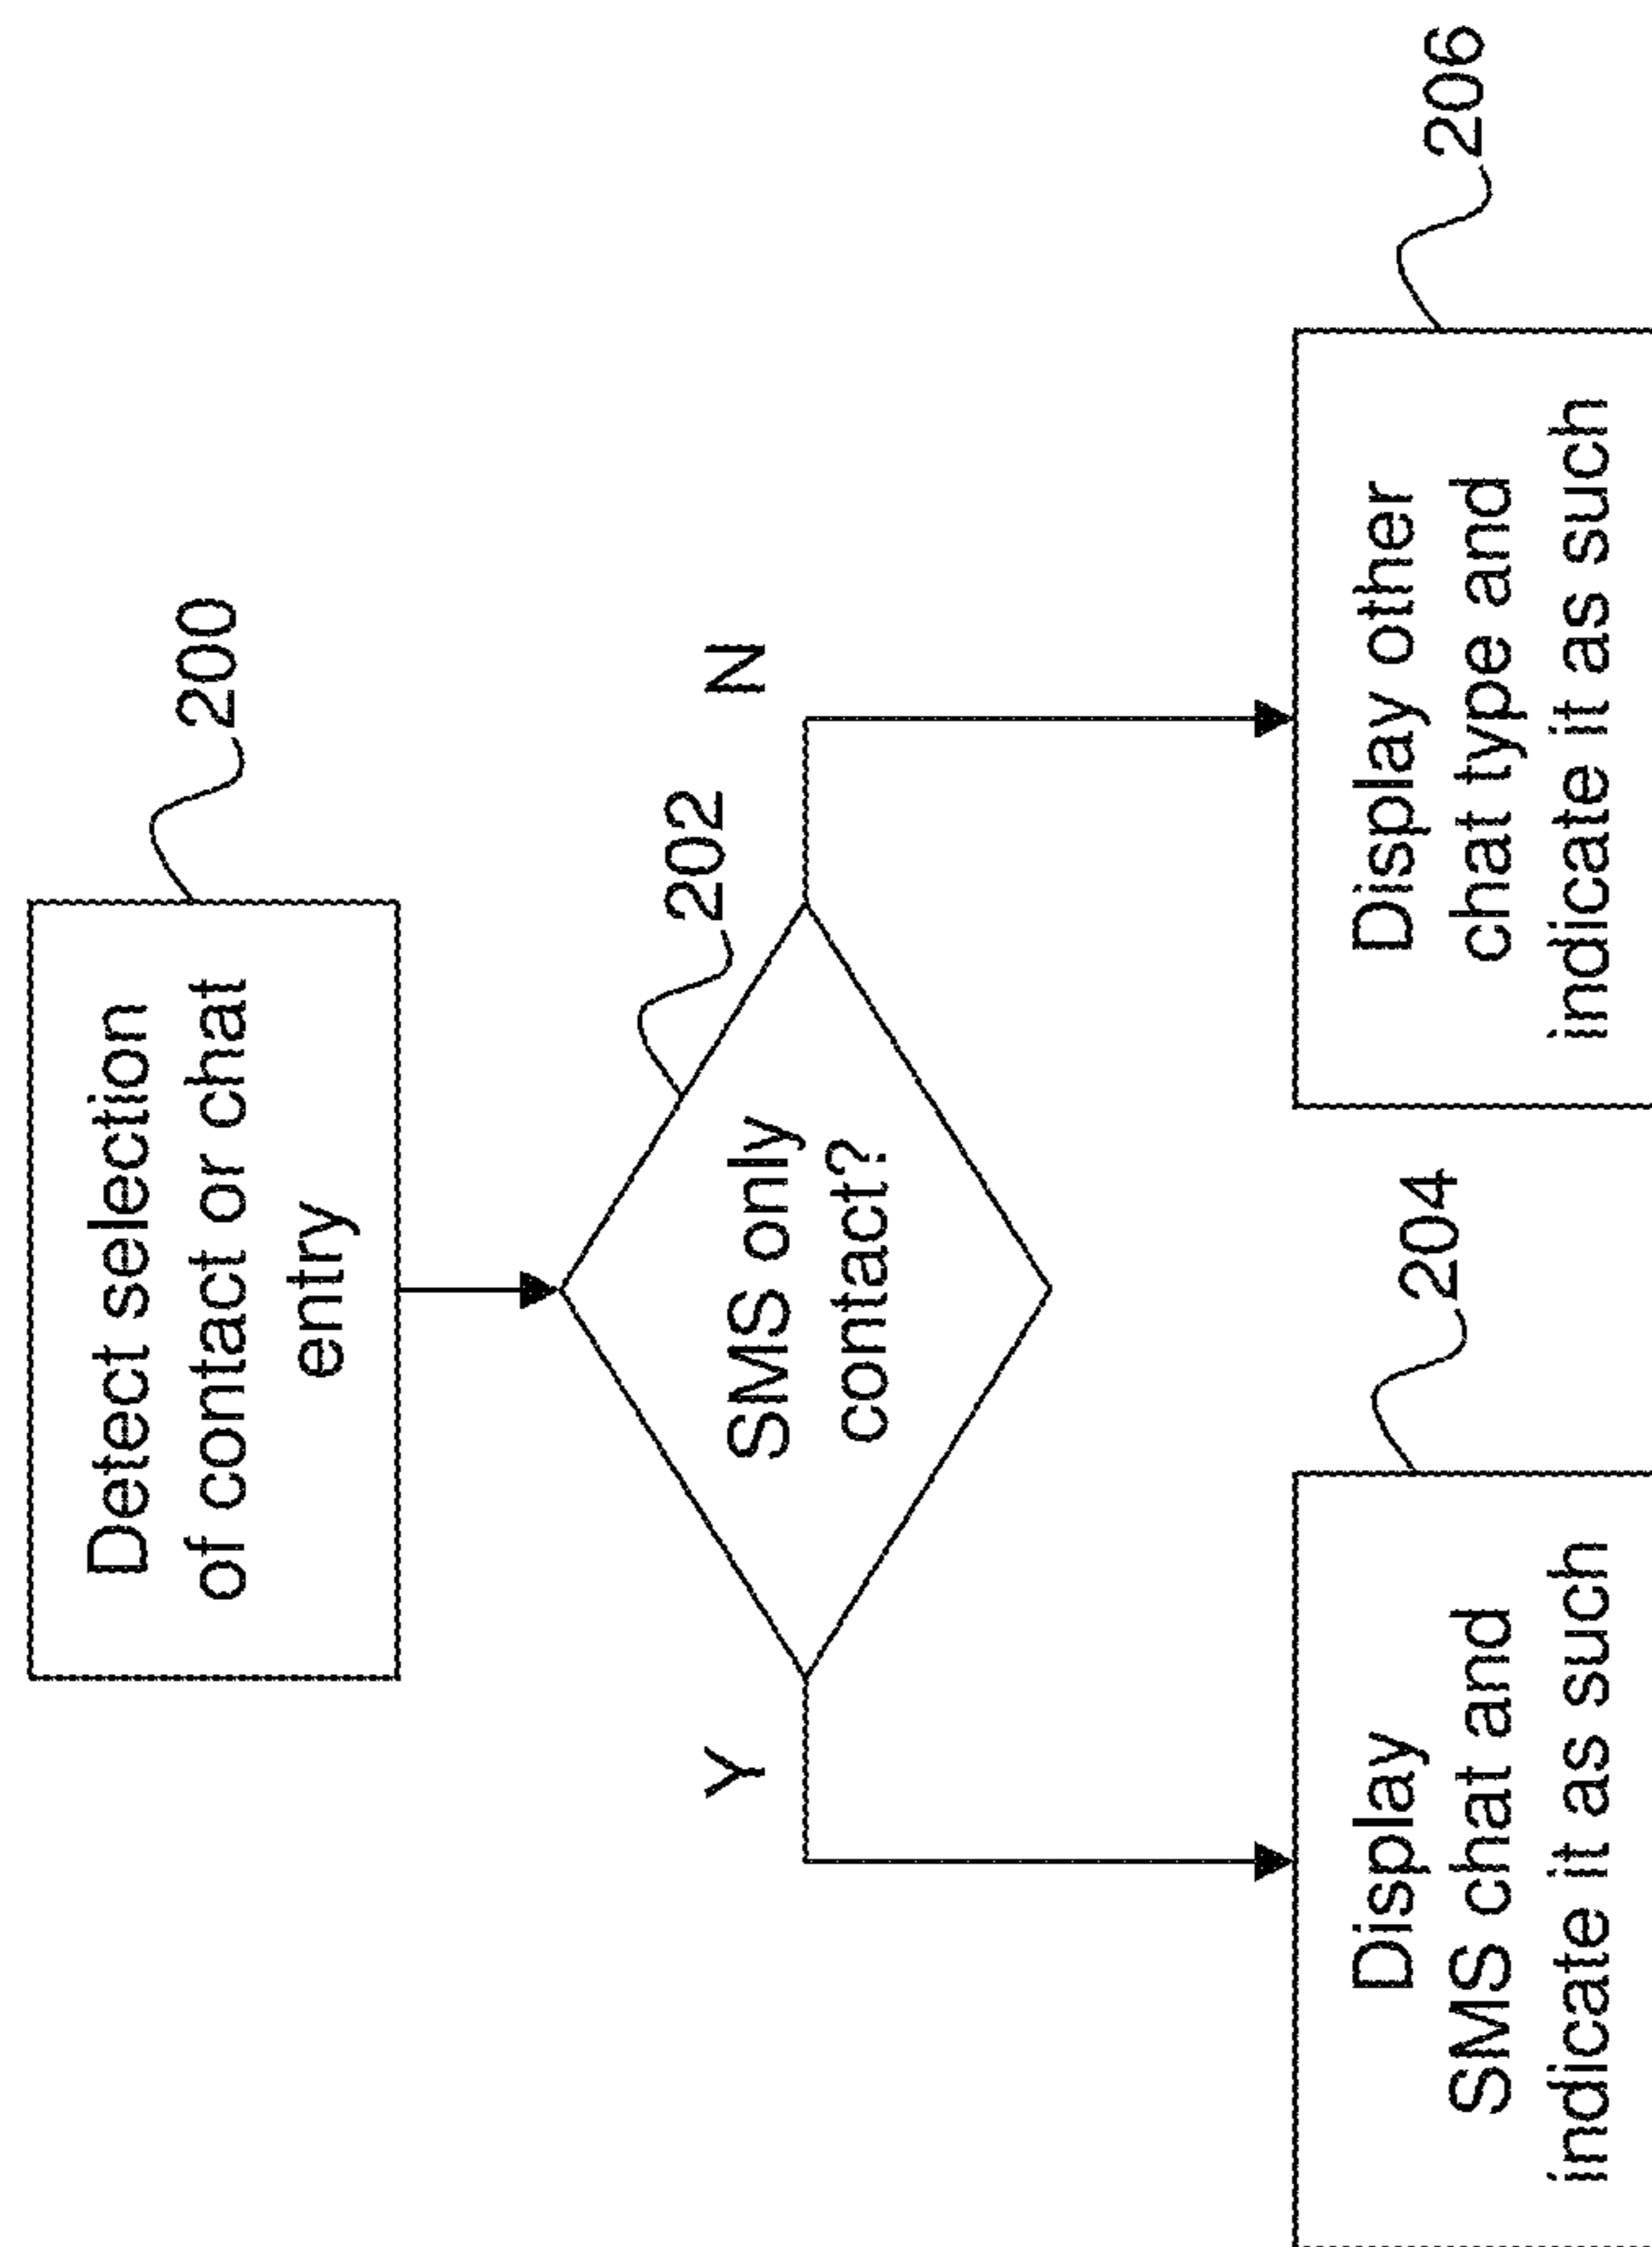 Detect selection
of contact or chat
entry
200
SMS only
contact?
202
Y
N
Display
SMS chat and
indicate it as such
204
Display other
chat type and
indicate it as such
206